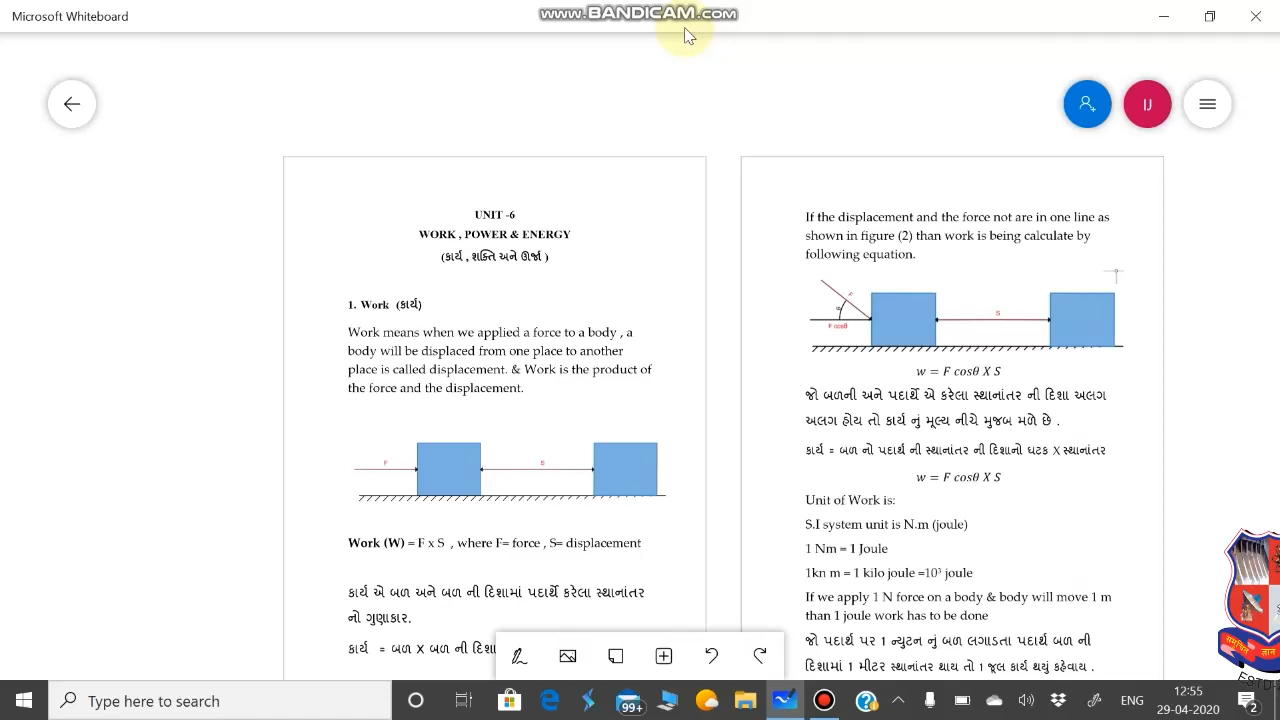 Microsoft Whiteboard
www.BANDICAM.com
IJ
UNIT -6
WORK , POWER & ENERGY
(કાર્ય , શક્તિ અને ઊર્જા )
1. Work (કાર્ય)
Work means when we applied a force to a body , a
body will be displaced from one place to another
place is called displacement. & Work is the product of
the force and the displacement.
F
S
Work (W) = F x S , where F= force , S= displacement
કાર્ય એ બળ અને બળ ની દિશામાં પદાર્થે કરેલા સ્થાનાંતર
નો ગુણાકાર.
કાર્ય = બળ X બળ ની દિશા
If the displacement and the force not are in one line as
shown in figure (2) than work is being calculate by
following equation.
F
θ
F cosθ
S
w = F cosθ X S
જો બળની અને પદાર્થે એ કરેલા સ્થાનાંતર ની દિશા અલગ
અલગ હોય તો કાર્ય નું મૂલ્ય નીચે મુજબ મળે છે .
કાર્ય = બળ નો પદાર્થ ની સ્થાનાંતર ની દિશાનો ઘટક X સ્થાનાંતર
w = F cosθ X S
Unit of Work is:
S.I system unit is N.m (joule)
1 Nm = 1 Joule
1kn m = 1 kilo joule =10³ joule
If we apply 1 N force on a body & body will move 1 m
than 1 joule work has to be done
જો પદાર્થ પર 1 ન્યુટન નું બળ લગાડતા પદાર્થ બળ ની
દિશામાં 1 મીટર સ્થાનાંતર થાય તો 1 જૂલ કાર્ય થયું કહેવાય .
समचित
ज्ञान
ESTD
Type here to search
99+
ENG
12:55
29-04-2020
2